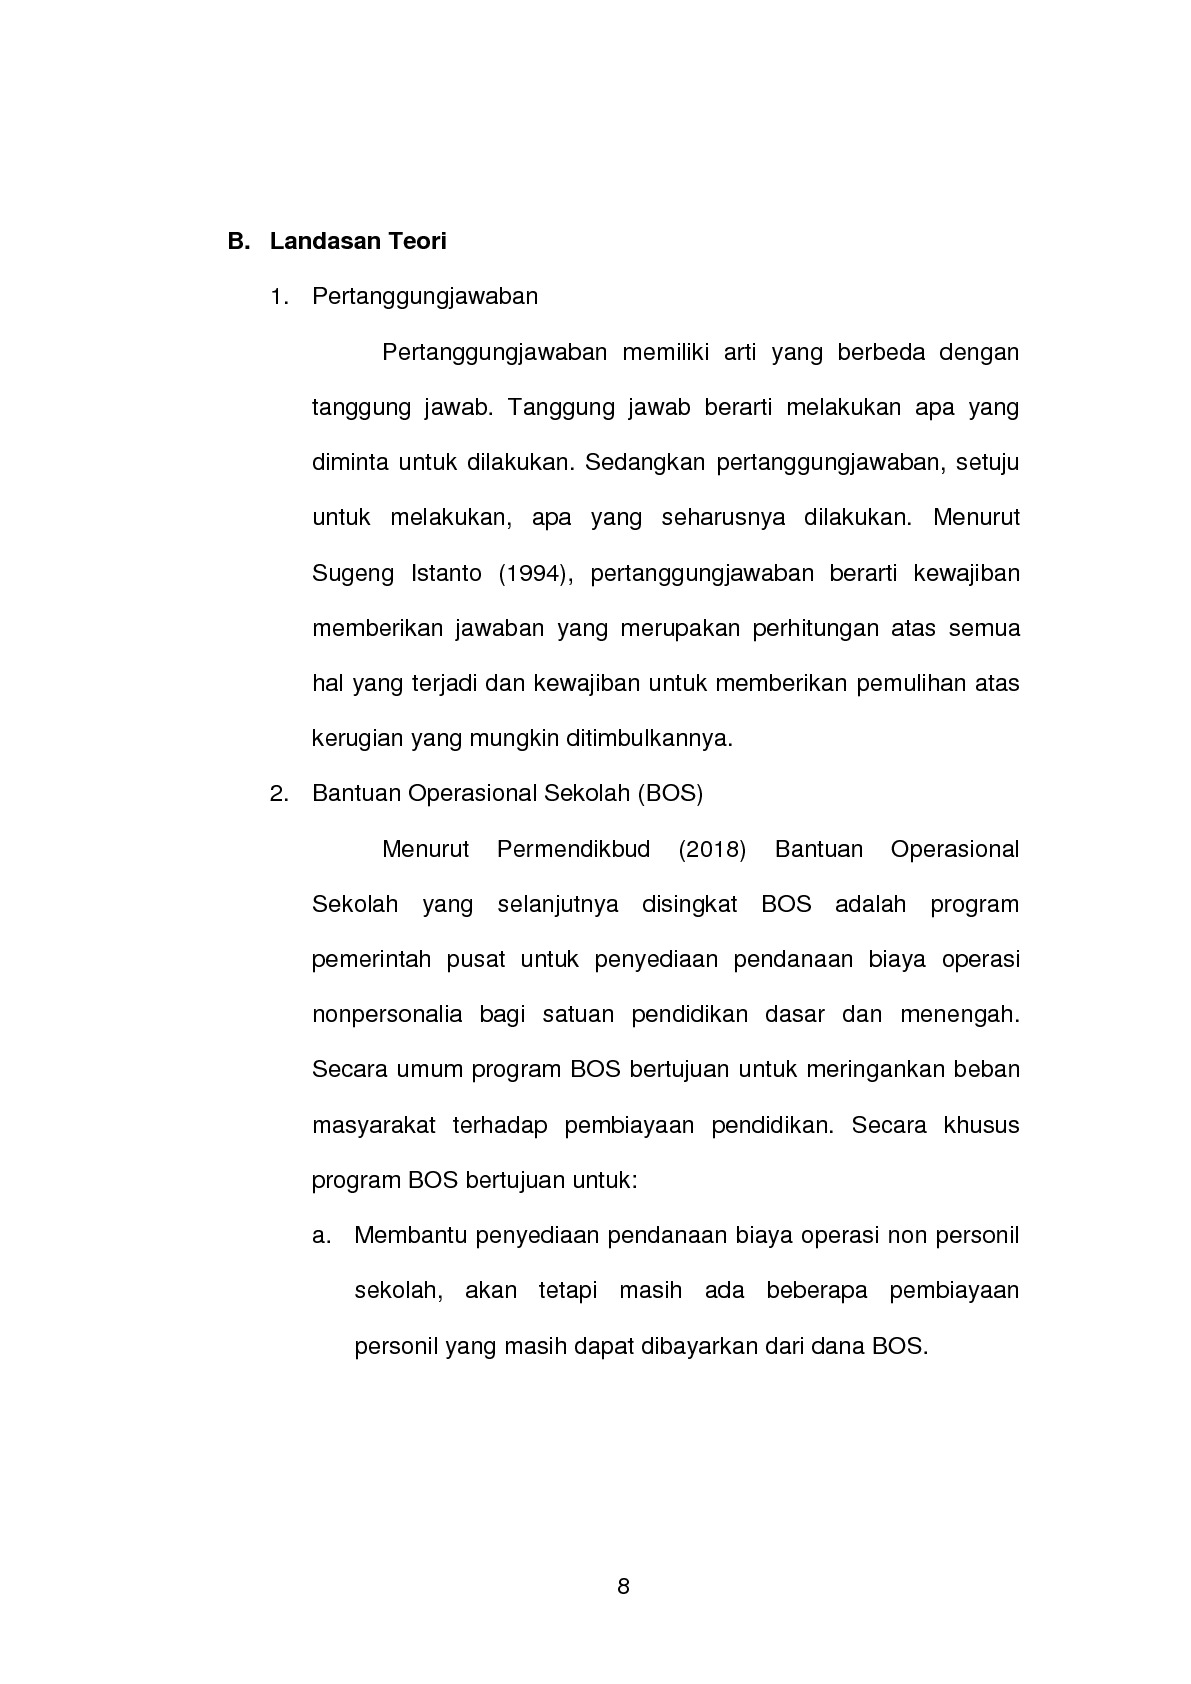 B. Landasan Teori
1. Pertanggungjawaban
Pertanggungjawaban memiliki arti yang berbeda dengan
tanggung jawab. Tanggung jawab berarti melakukan apa yang
diminta untuk dilakukan. Sedangkan pertanggungjawaban, setuju
untuk melakukan, apa yang seharusnya dilakukan. Menurut
Sugeng Istanto (1994), pertanggungjawaban berarti kewajiban
memberikan jawaban yang merupakan perhitungan atas semua
hal yang terjadi dan kewajiban untuk memberikan pemulihan atas
kerugian yang mungkin ditimbulkannya.
2. Bantuan Operasional Sekolah (BOS)
Menurut Permendikbud (2018) Bantuan Operasional
Sekolah yang selanjutnya disingkat BOS adalah program
pemerintah pusat untuk penyediaan pendanaan biaya operasi
nonpersonalia bagi satuan pendidikan dasar dan menengah.
Secara umum program BOS bertujuan untuk meringankan beban
masyarakat terhadap pembiayaan pendidikan. Secara khusus
program BOS bertujuan untuk:
a. Membantu penyediaan pendanaan biaya operasi non personil
sekolah, akan tetapi masih ada beberapa pembiayaan
personil yang masih dapat dibayarkan dari dana BOS.
8